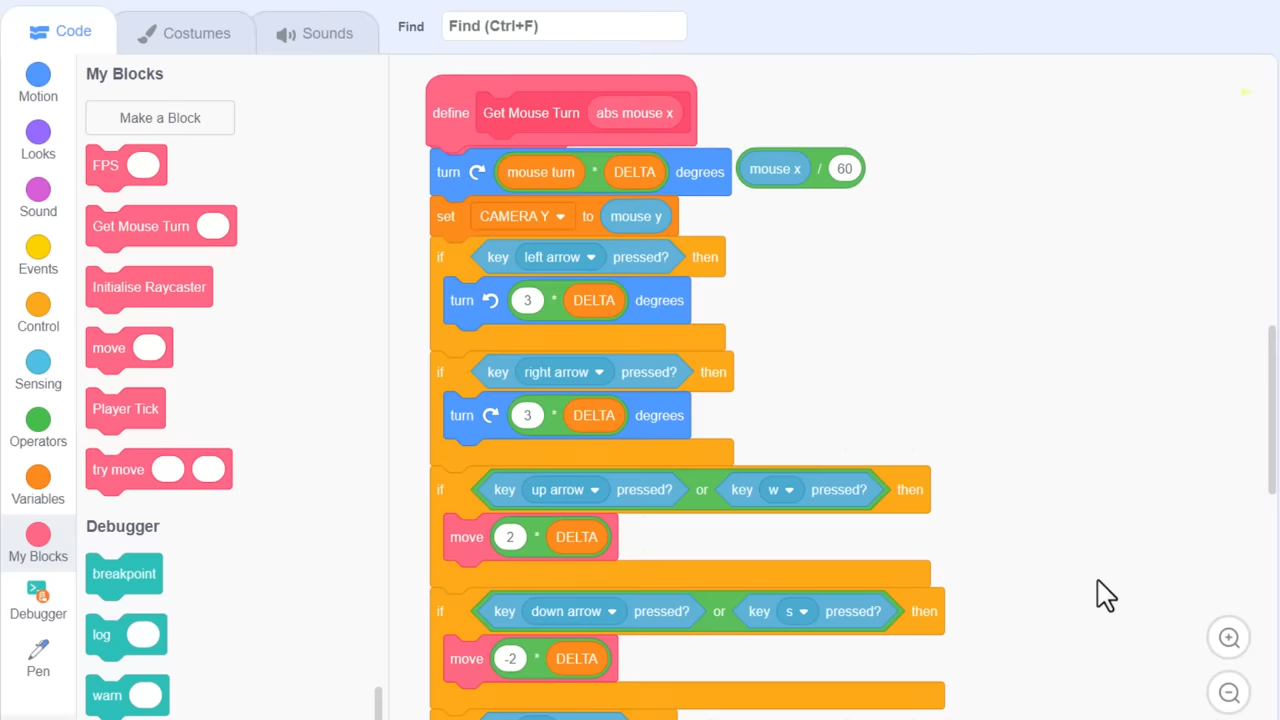 Code
Costumes
Sounds
Find
Find (Ctrl+F)
Motion
Looks
Sound
Events
Control
Sensing
Operators
Variables
My Blocks
Debugger
Pen
My Blocks
Make a Block
FPS
Get Mouse Turn
Initialise Raycaster
move
Player Tick
try move
Debugger
breakpoint
log
warn
define Get Mouse Turn abs mouse x
turn mouse turn * DELTA degrees
mouse x / 60
set CAMERA Y to mouse y
if key left arrow pressed? then
turn 3 * DELTA degrees
if key right arrow pressed? then
turn 3 * DELTA degrees
if key up arrow pressed? or key w pressed? then
move 2 * DELTA
if key down arrow pressed? or key s pressed? then
move -2 * DELTA